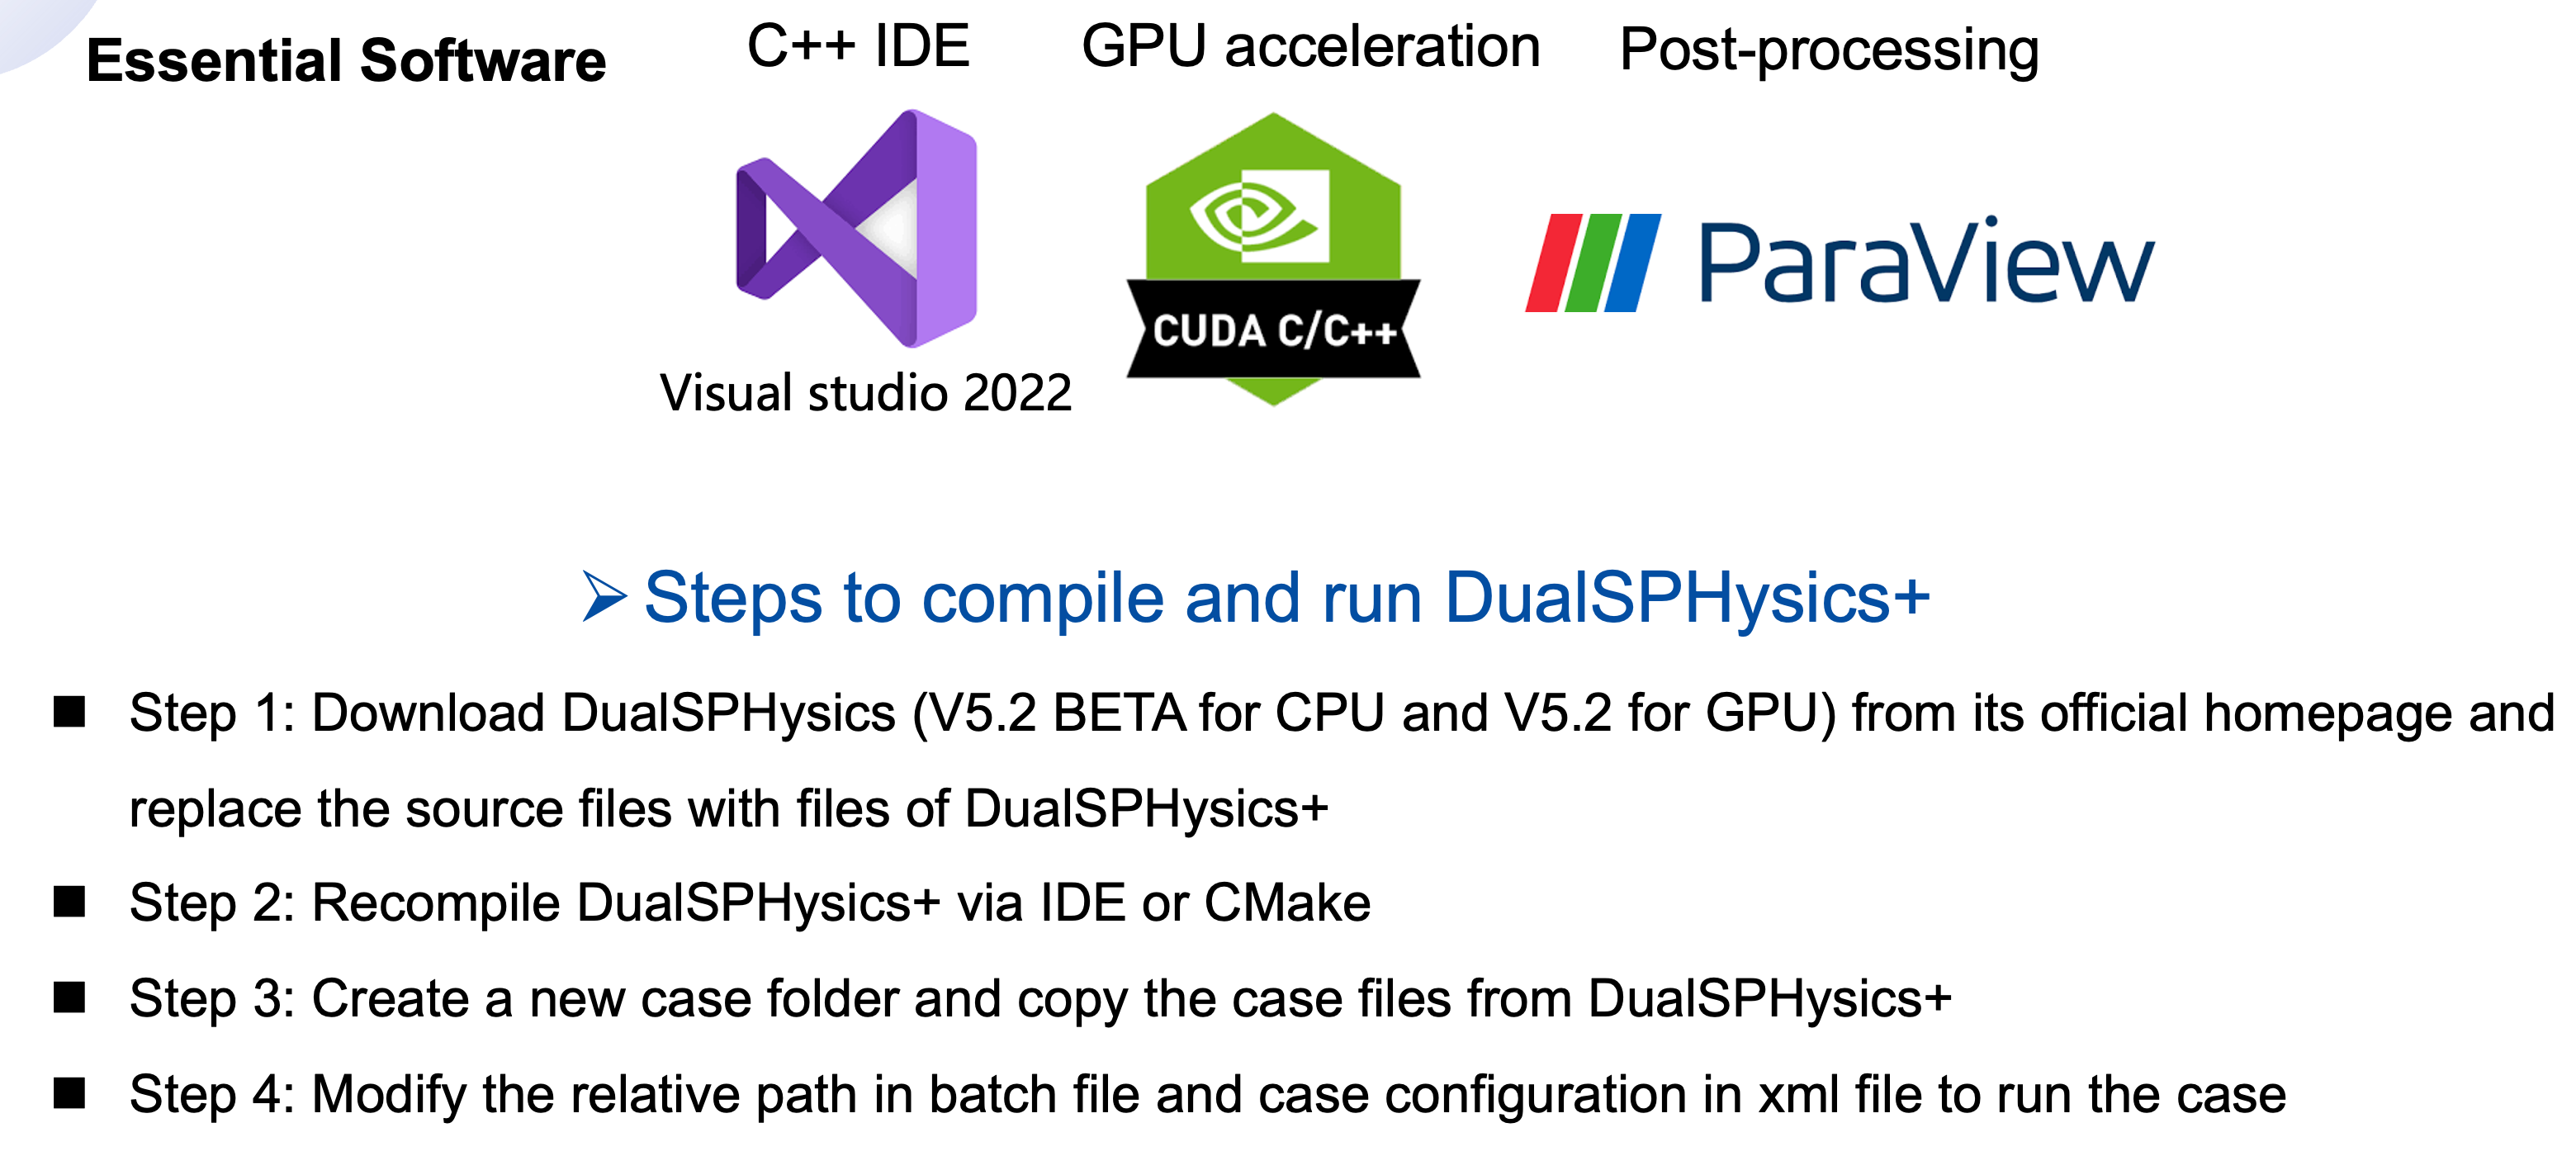 Essential Software
C++ IDE
GPU acceleration
Post-processing
CUDA C/C++
ParaView
Visual studio 2022
Steps to compile and run DualSPHysics+
Step 1: Download DualSPHysics (V5.2 BETA for CPU and V5.2 for GPU) from its official homepage and
replace the source files with files of DualSPHysics+
Step 2: Recompile DualSPHysics+ via IDE or CMake
Step 3: Create a new case folder and copy the case files from DualSPHysics+
Step 4: Modify the relative path in batch file and case configuration in xml file to run the case